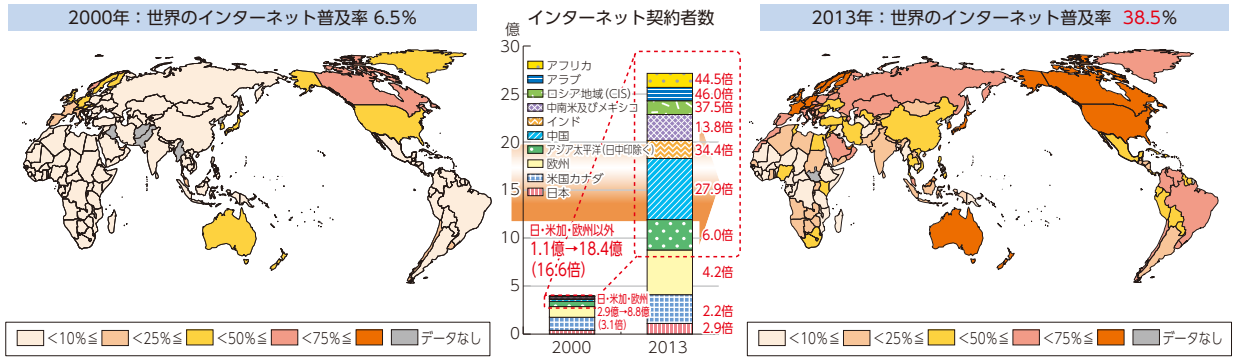 2000年：世界のインターネット普及率 6.5%
<10%≦ <25%≦ <50%≦ <75%≦ データなし
インターネット契約者数
億
30
25
20
15
10
5
0
アフリカ
アラブ
ロシア地域(CIS)
中南米及びメキシコ
インド
中国
アジア太平洋(日中印除く)
欧州
米国カナダ
日本
日・米加・欧州以外
1.1億→18.4億
(16.6倍)
日・米加・欧州
2.9億→8.8億
(3.1倍)
44.5倍
46.0倍
37.5倍
13.8倍
34.4倍
27.9倍
6.0倍
4.2倍
2.2倍
2.9倍
2000 2013
2013年：世界のインターネット普及率 38.5%
<10%≦ <25%≦ <50%≦ <75%≦ データなし